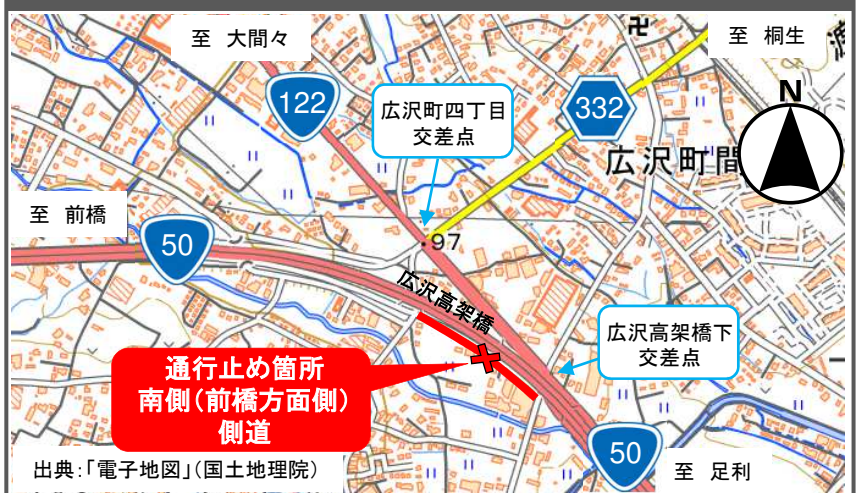 至 大間々
至 桐生
122
広沢町四丁目
交差点
332
N
広沢町間
至 前橋
50
97
広沢高架橋
広沢高架橋下
交差点
通行止め箇所
南側(前橋方面側)
側道
50
出典:「電子地図」(国土地理院)
至 足利